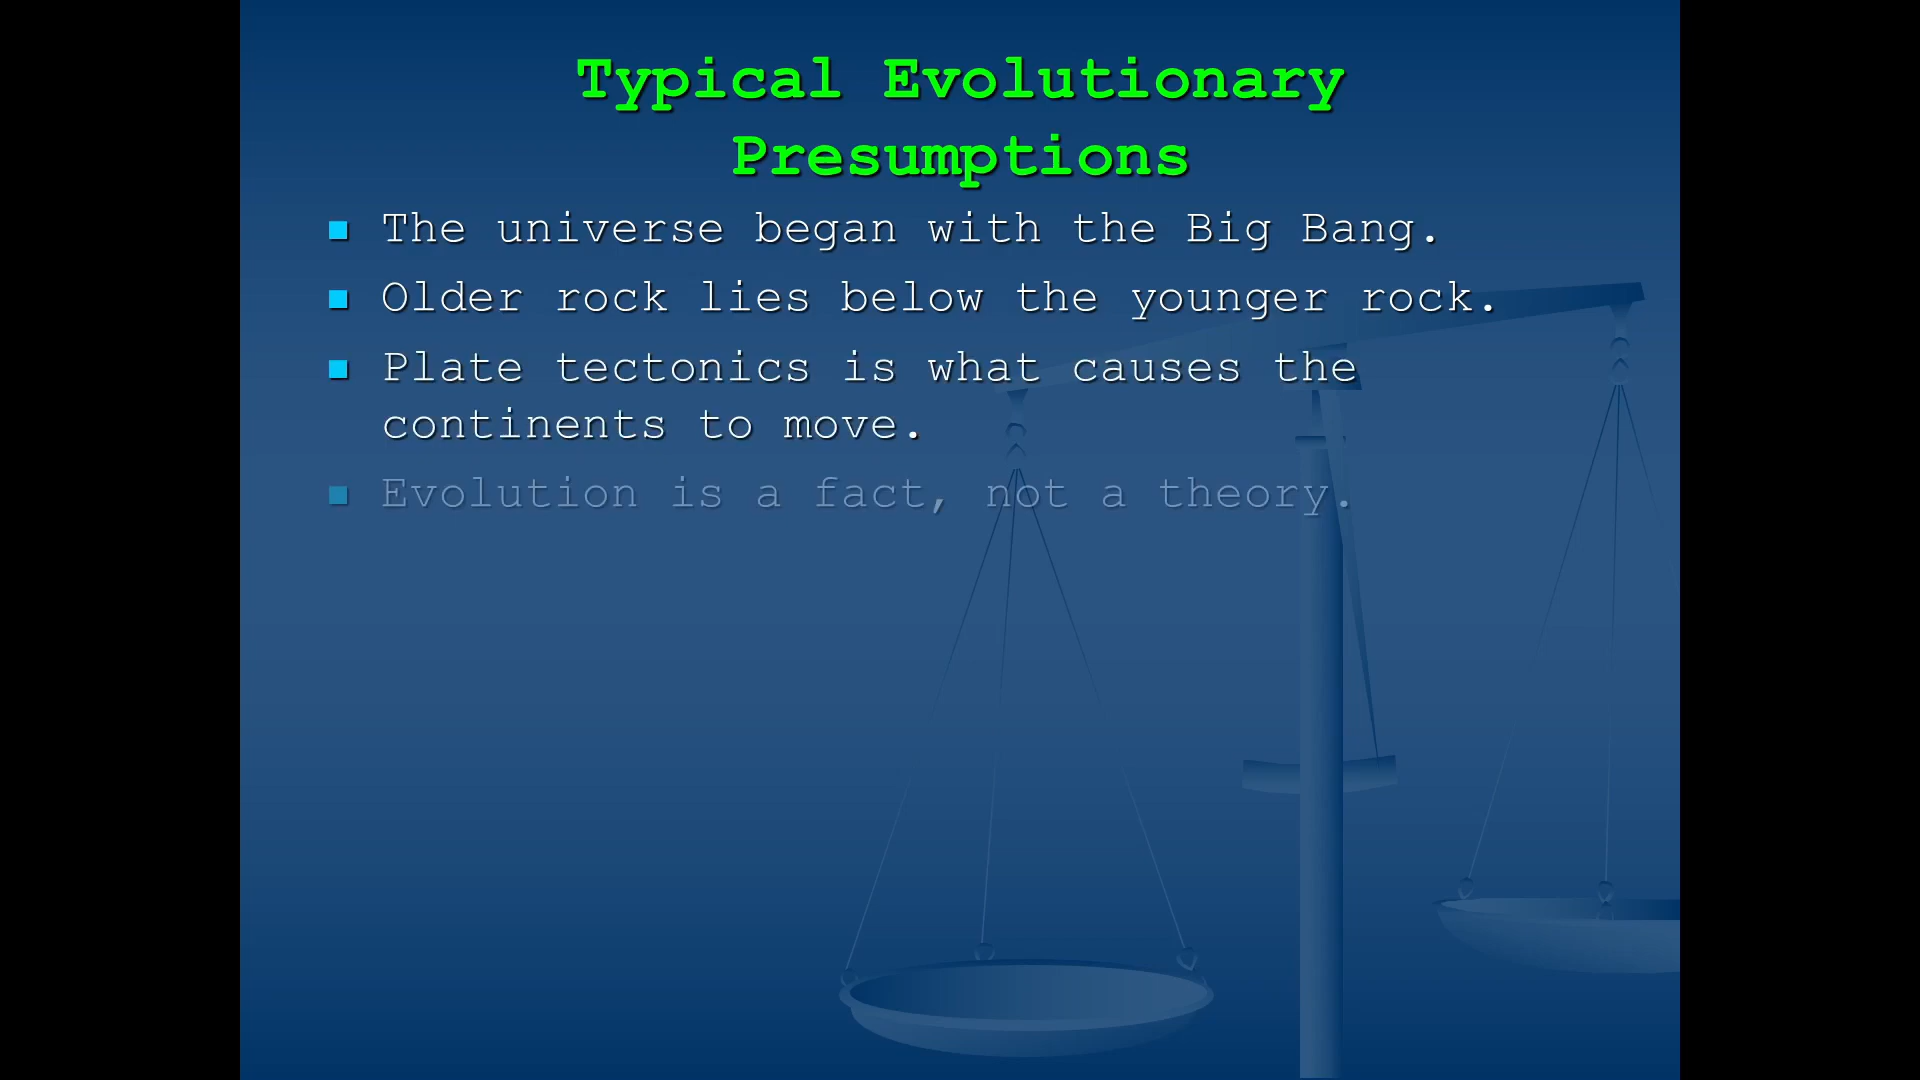 Typical Evolutionary
Presumptions
The universe began with the Big Bang.
Older rock lies below the younger rock.
Plate tectonics is what causes the
continents to move.
Evolution is a fact, not a theory.